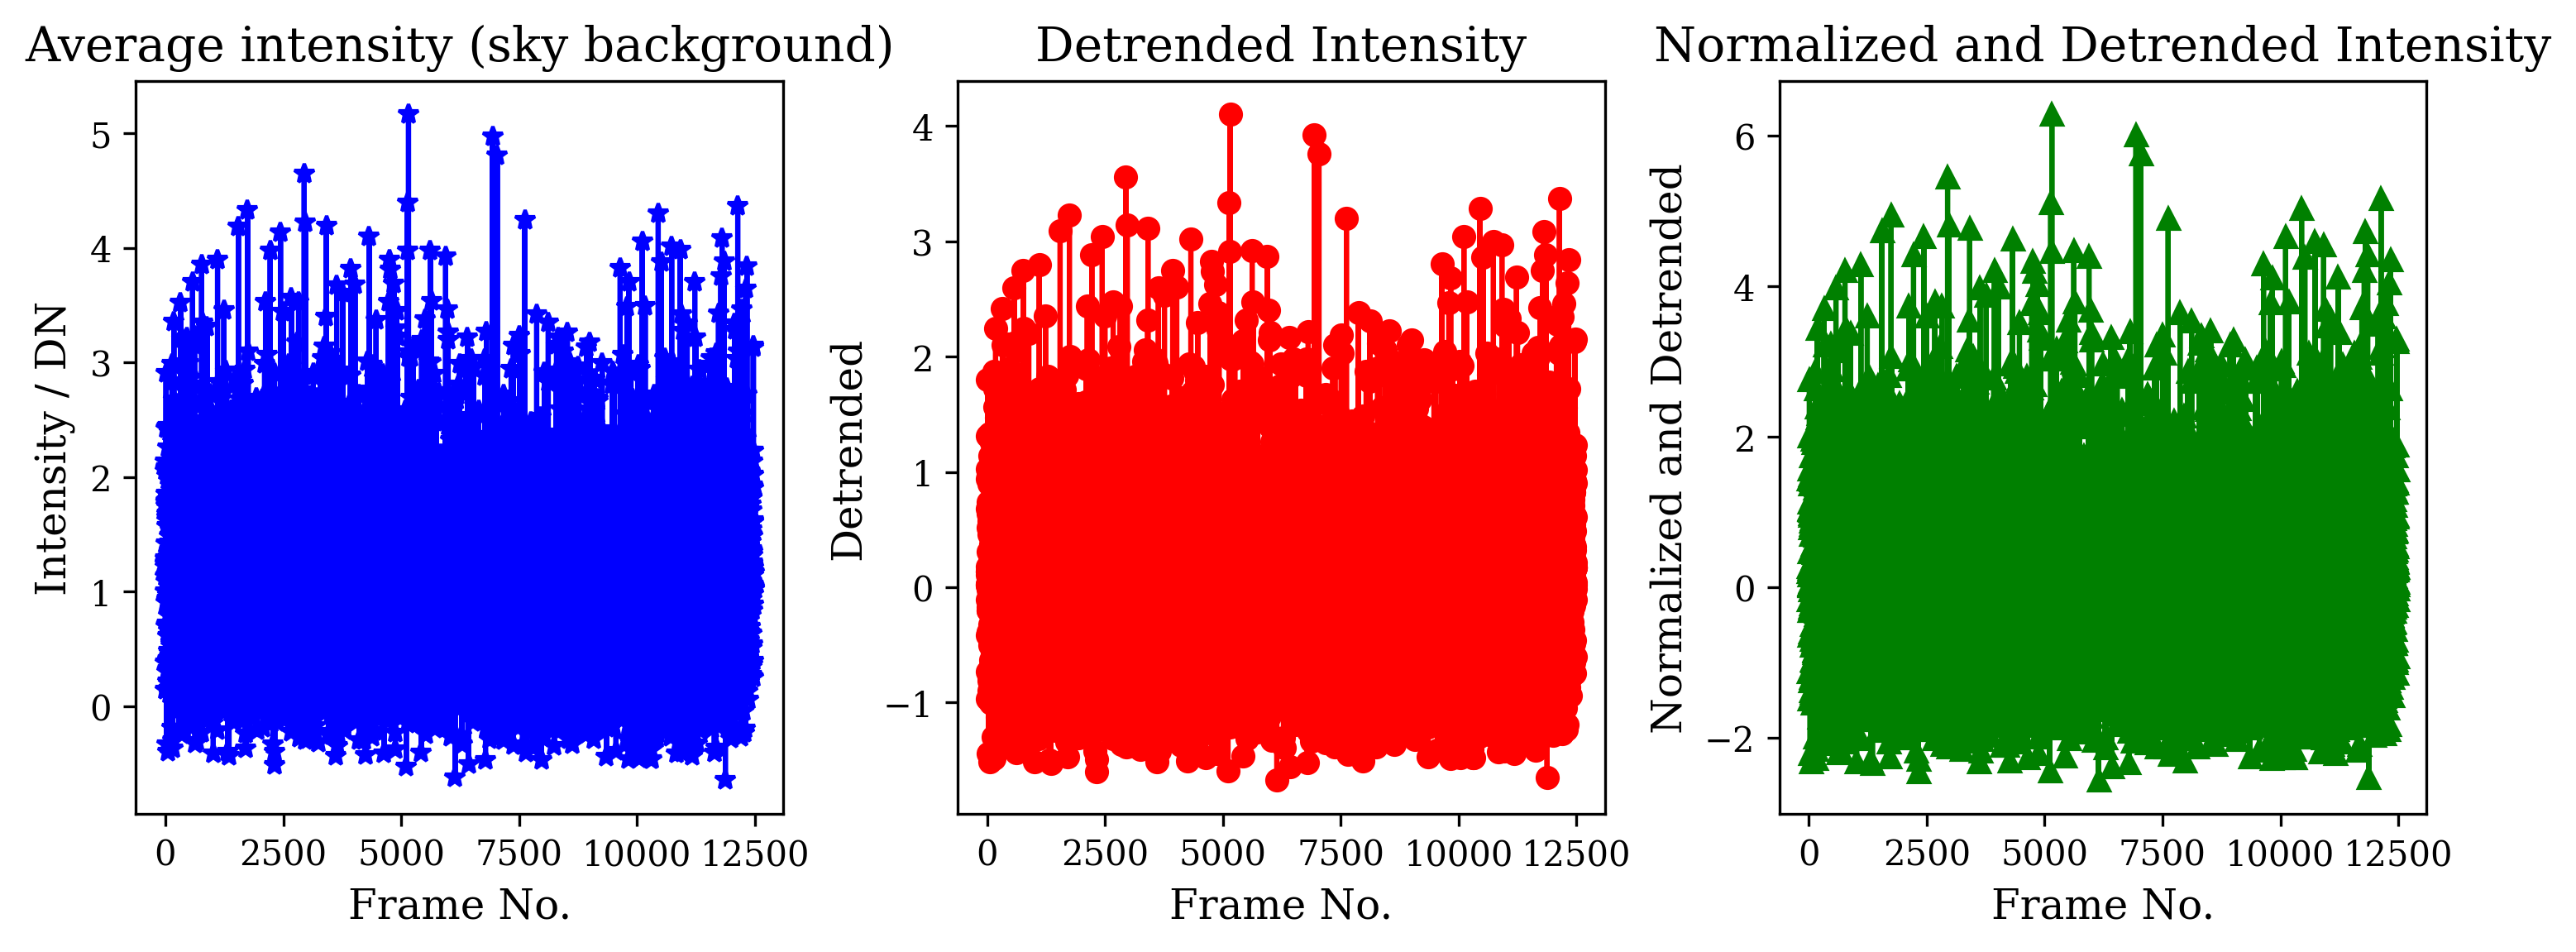 Average intensity (sky background)
Intensity / DN
5
4
3
2
1
0
0 2500 5000 7500 10000 12500
Frame No.
Detrended Intensity
Detrended
4
3
2
1
0
−1
0 2500 5000 7500 10000 12500
Frame No.
Normalized and Detrended Intensity
Normalized and Detrended
6
4
2
0
−2
0 2500 5000 7500 10000 12500
Frame No.